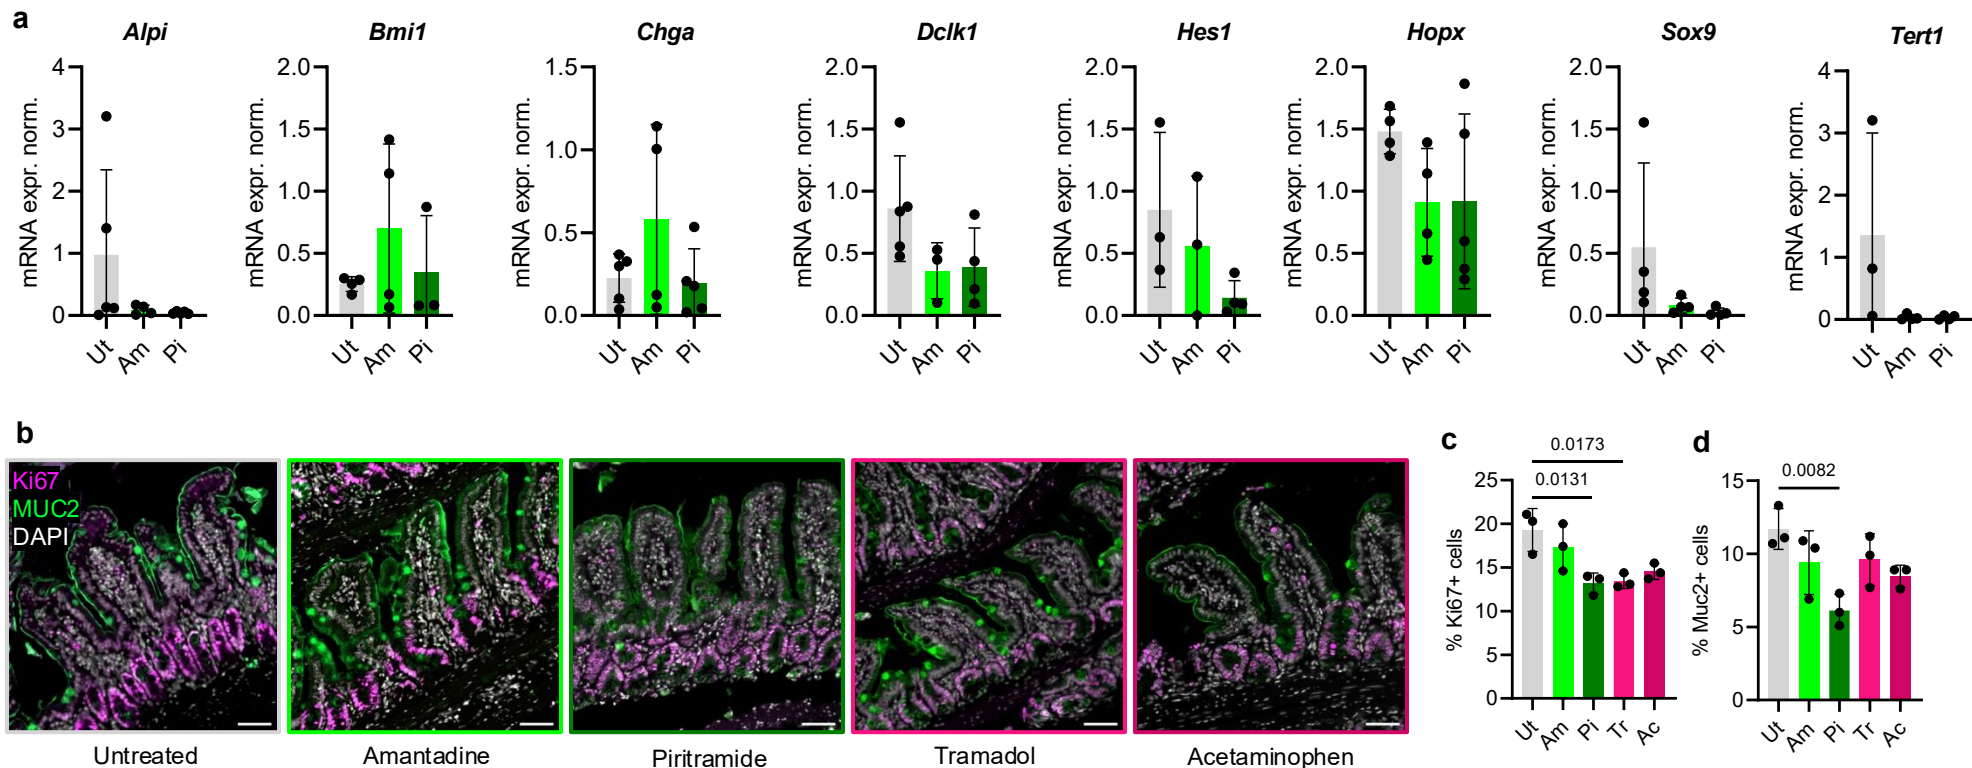 a
Alpi Bmi1 Chga Dclk1 Hes1 Hopx Sox9 Tert1
mRNA expr. norm.
4
3
2
1
0
Ut Am Pi
mRNA expr. norm.
2.0
1.5
1.0
0.5
0.0
Ut Am Pi
mRNA expr. norm.
1.5
1.0
0.5
0.0
Ut Am Pi
mRNA expr. norm.
2.0
1.5
1.0
0.5
0.0
Ut Am Pi
mRNA expr. norm.
2.0
1.5
1.0
0.5
0.0
Ut Am Pi
mRNA expr. norm.
2.0
1.5
1.0
0.5
0.0
Ut Am Pi
mRNA expr. norm.
2.0
1.5
1.0
0.5
0.0
Ut Am Pi
mRNA expr. norm.
4
3
2
1
0
Ut Am Pi
b
Ki67
MUC2
DAPI
Untreated Amantadine Piritramide Tramadol Acetaminophen
c
0.0173
0.0131
% Ki67+ cells
25
20
15
10
5
0
Ut Am Pi Tr Ac
d
0.0082
% Muc2+ cells
15
10
5
0
Ut Am Pi Tr Ac